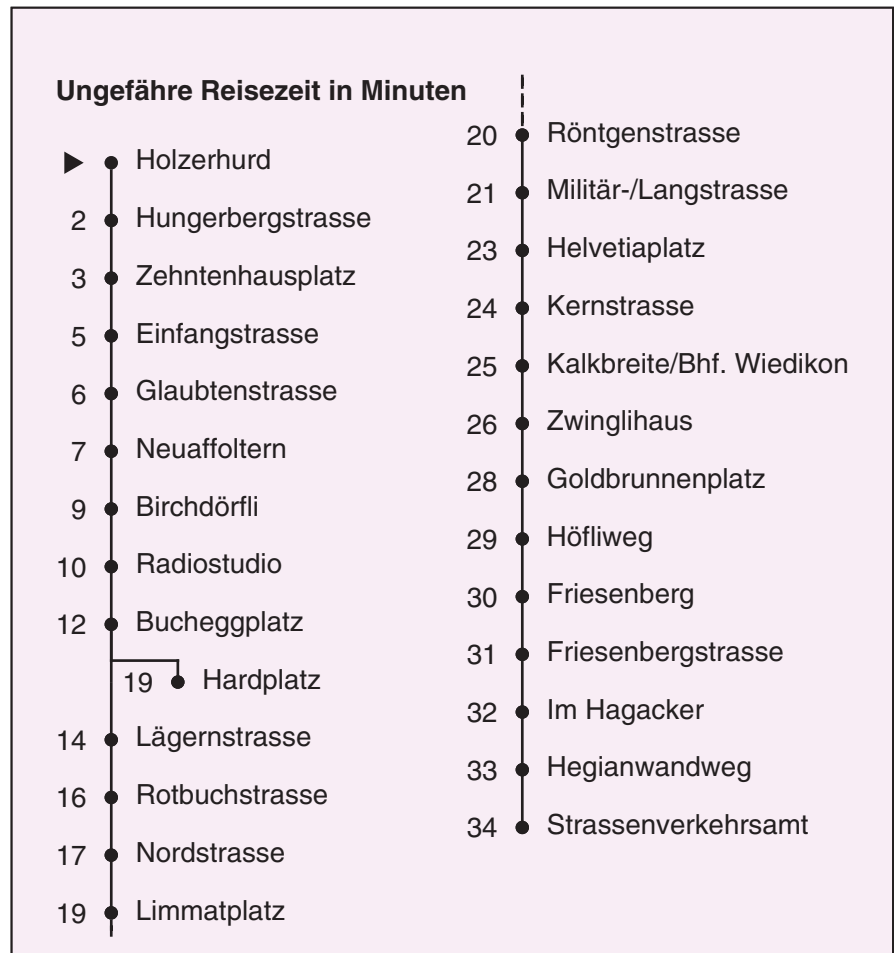 Ungefähre Reisezeit in Minuten
Holzerhurd
2 Hungerbergstrasse
3 Zehntenhausplatz
5 Einfangstrasse
6 Glaubtenstrasse
7 Neuaffoltern
9 Birchdörfli
10 Radiostudio
12 Bucheggplatz
19 Hardplatz
14 Lägernstrasse
16 Rotbuchstrasse
17 Nordstrasse
19 Limmatplatz
20 Röntgenstrasse
21 Militär-/Langstrasse
23 Helvetiaplatz
24 Kernstrasse
25 Kalkbreite/Bhf. Wiedikon
26 Zwinglihaus
28 Goldbrunnenplatz
29 Höfliweg
30 Friesenberg
31 Friesenbergstrasse
32 Im Hagacker
33 Hegianwandweg
34 Strassenverkehrsamt